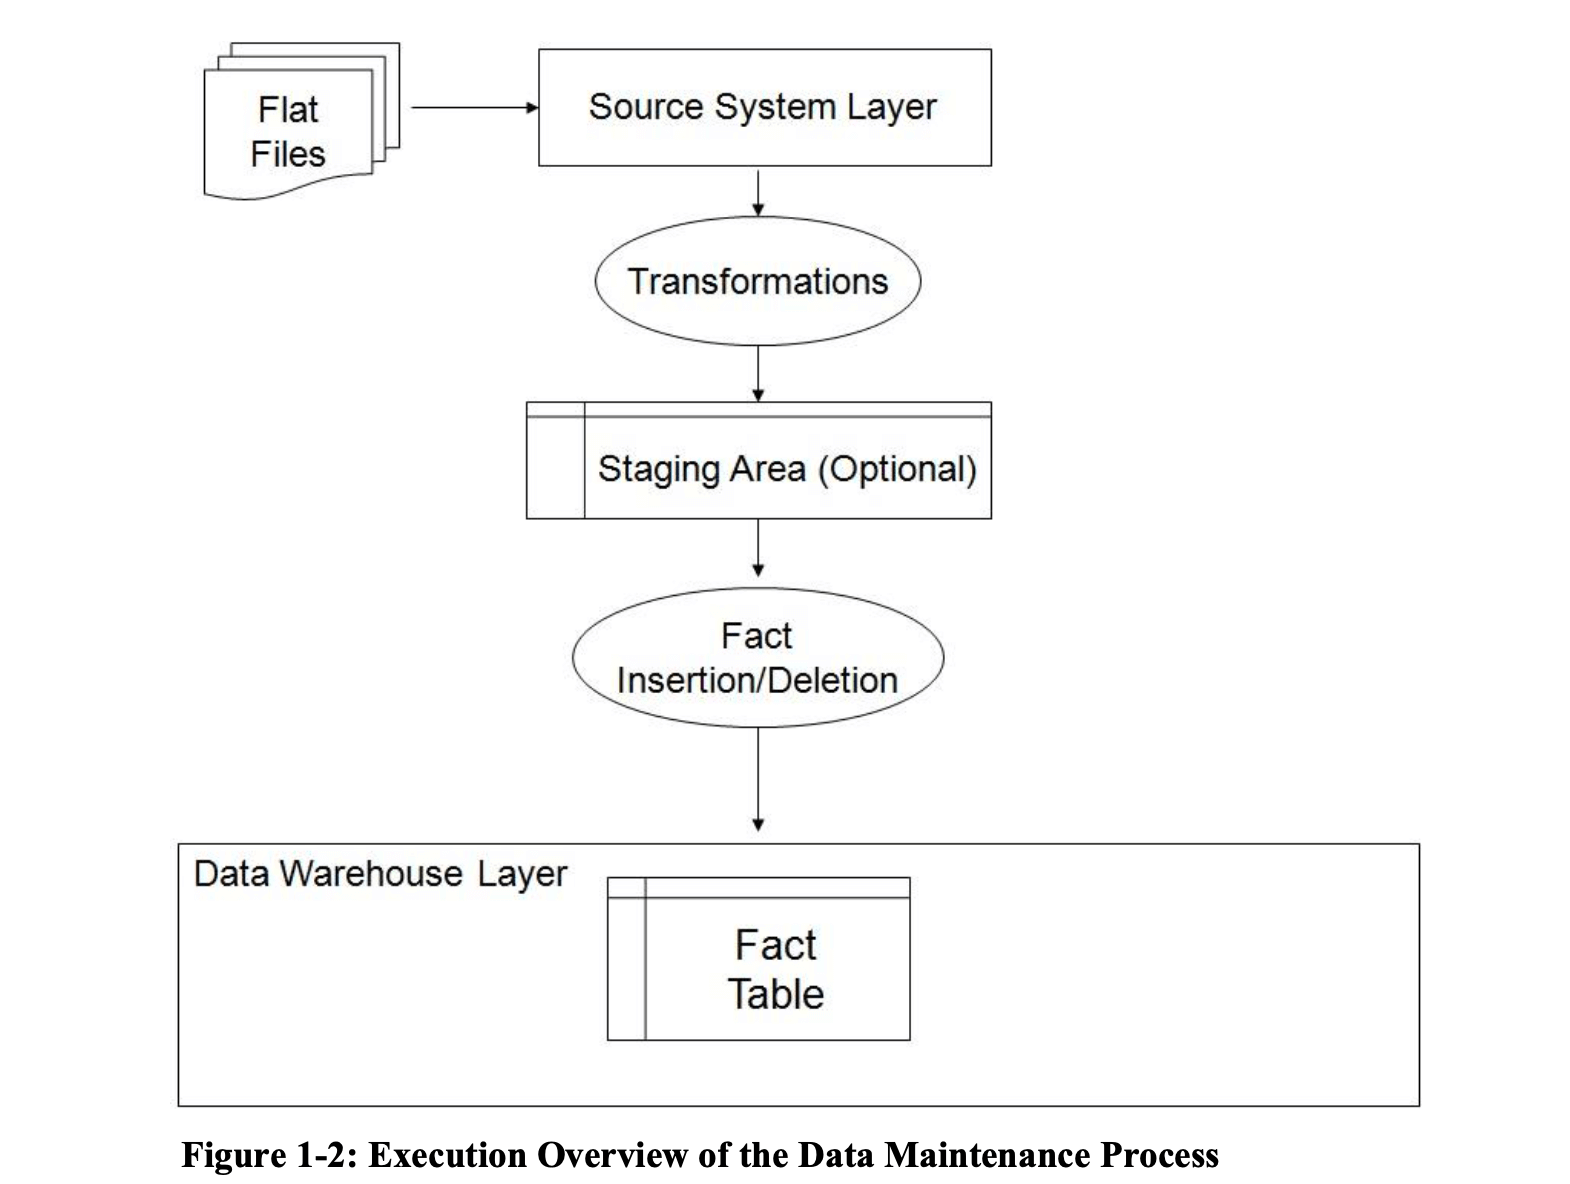 Flat
Files
Source System Layer
Transformations
Staging Area (Optional)
Fact
Insertion/Deletion
Data Warehouse Layer
Fact
Table
Figure 1-2: Execution Overview of the Data Maintenance Process